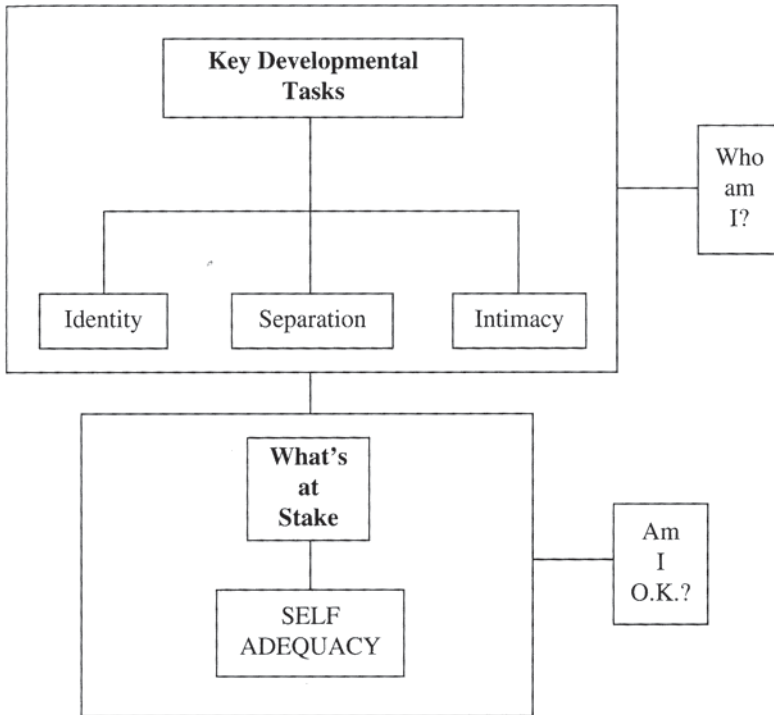 Key Developmental
Tasks
Who
am
I?
Identity
Separation
Intimacy
What's
at
Stake
Am
I
O.K.?
SELF
ADEQUACY